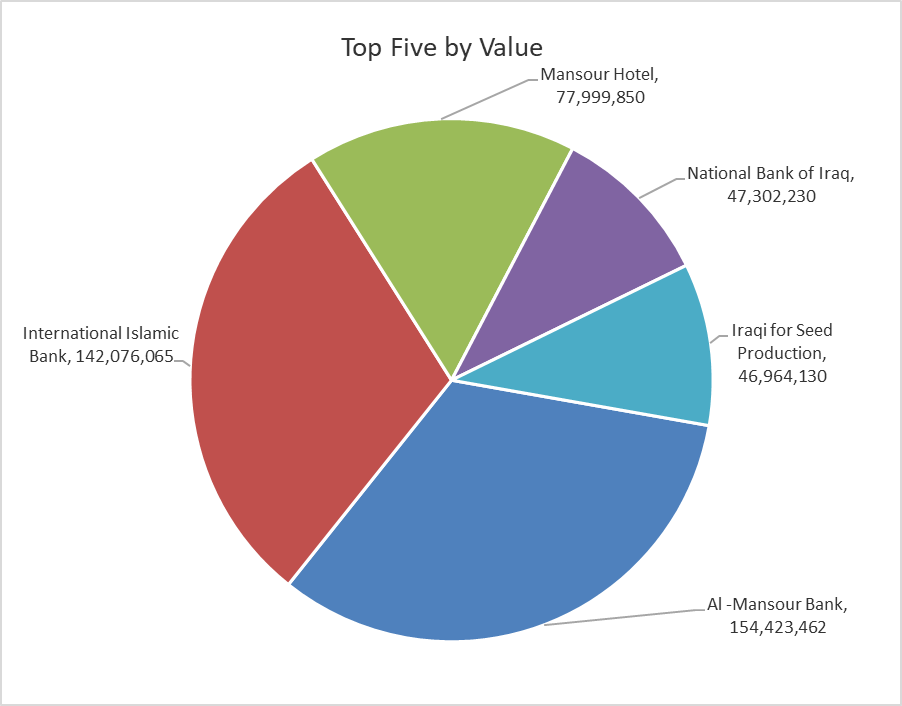 Top Five by Value
Mansour Hotel,
77,999,850
National Bank of Iraq,
47,302,230
Iraqi for Seed
Production,
46,964,130
International Islamic
Bank, 142,076,065
Al -Mansour Bank,
154,423,462